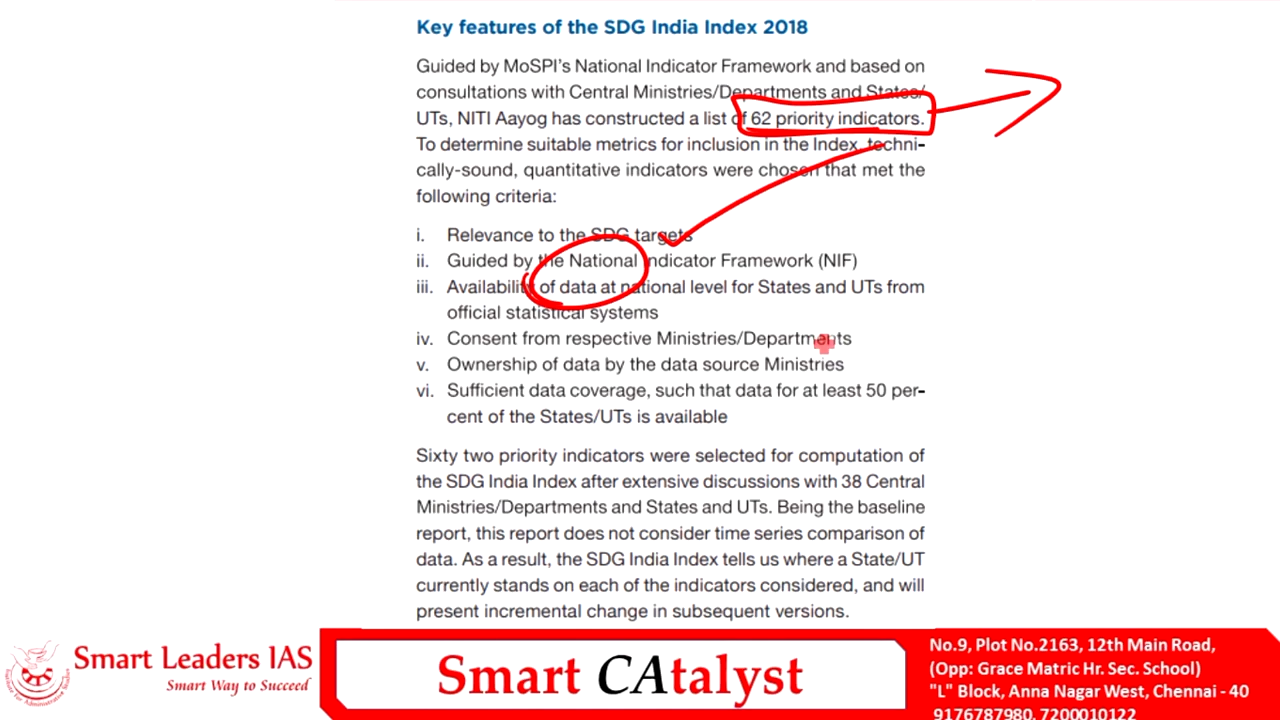 Key features of the SDG India Index 2018
Guided by MoSPI's National Indicator Framework and based on
consultations with Central Ministries/Departments and States/
UTs, NITI Aayog has constructed a list of 62 priority indicators.
To determine suitable metrics for inclusion in the Index, techni-
cally-sound, quantitative indicators were chosen that met the
following criteria:
i. Relevance to the SDG targets
ii. Guided by the National Indicator Framework (NIF)
iii. Availability of data at national level for States and UTs from
official statistical systems
iv. Consent from respective Ministries/Departments
v. Ownership of data by the data source Ministries
vi. Sufficient data coverage, such that data for at least 50 per-
cent of the States/UTs is available
Sixty two priority indicators were selected for computation of
the SDG India Index after extensive discussions with 38 Central
Ministries/Departments and States and UTs. Being the baseline
report, this report does not consider time series comparison of
data. As a result, the SDG India Index tells us where a State/UT
currently stands on each of the indicators considered, and will
present incremental change in subsequent versions.
Smart Leaders IAS
Smart Way to Succeed
Smart CAtalyst
No.9, Plot No.2163, 12th Main Road,
(Opp: Grace Matric Hr. Sec. School)
"L" Block, Anna Nagar West, Chennai - 40
9176787980, 7200010122